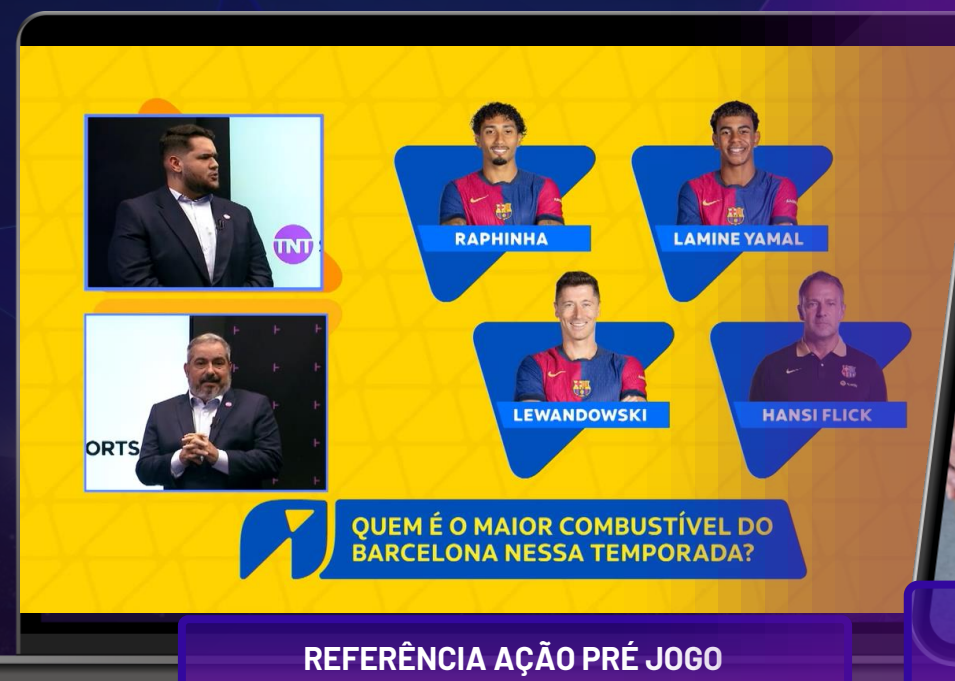 TNT
ORTS
RAPHINHA
LAMINE YAMAL
LEWANDOWSKI
HANSI FLICK
QUEM É O MAIOR COMBUSTÍVEL DO
BARCELONA NESSA TEMPORADA?
REFERÊNCIA AÇÃO PRÉ JOGO